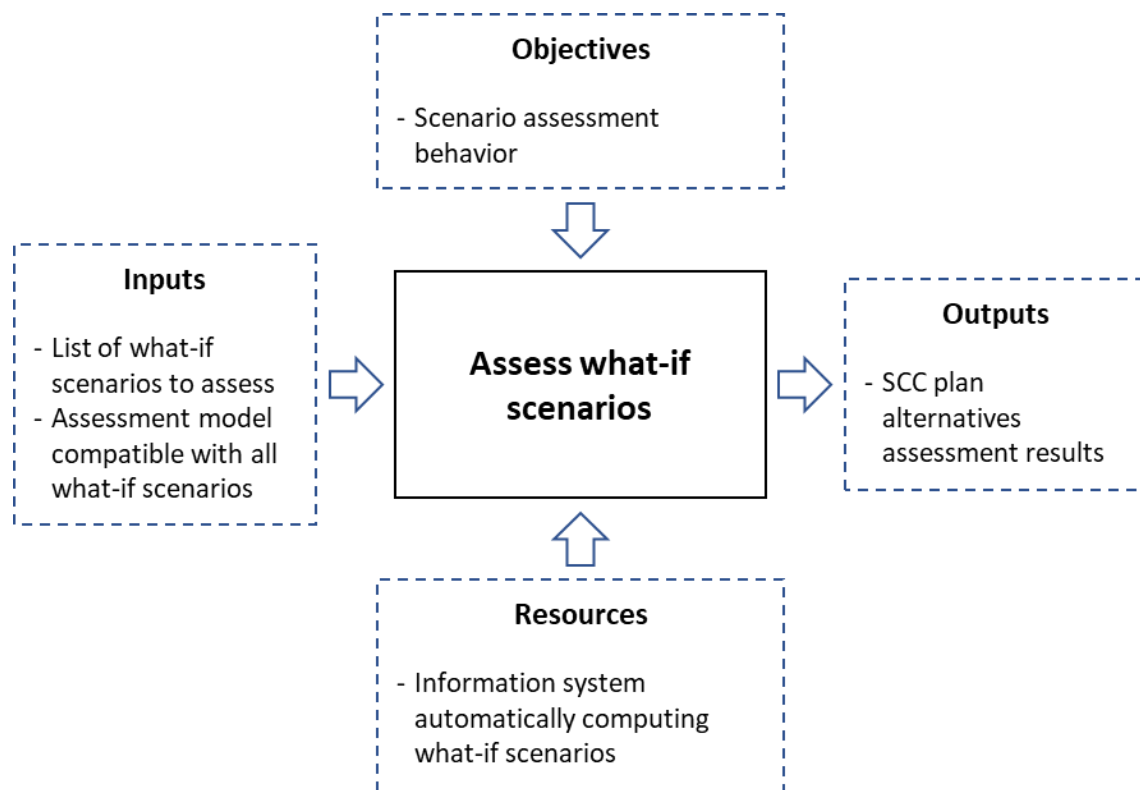 Objectives
- Scenario assessment
behavior
Inputs
- List of what-if
scenarios to assess
- Assessment model
compatible with all
what-if scenarios
Assess what-if
scenarios
Outputs
- SCC plan
alternatives
assessment results
Resources
- Information system
automatically computing
what-if scenarios